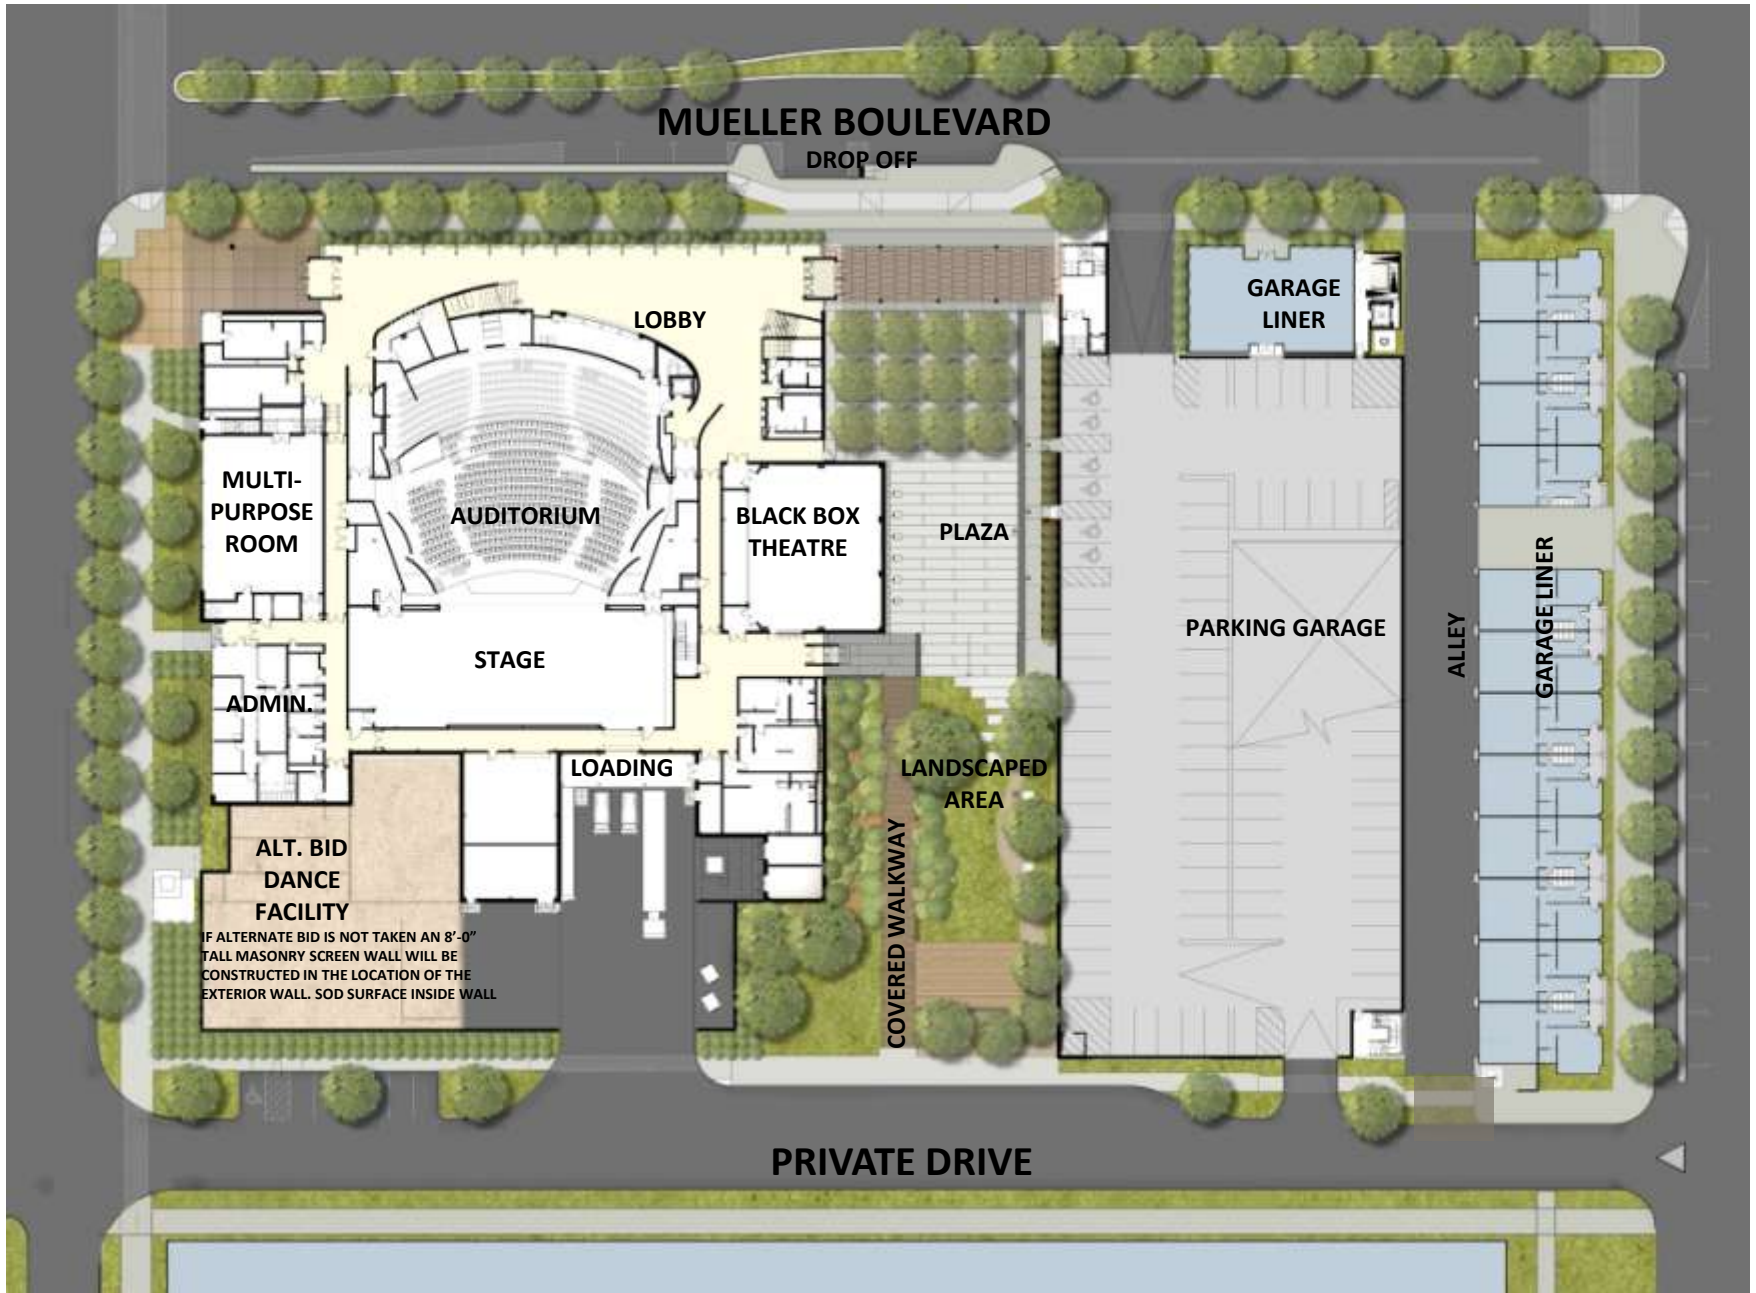 MUELLER BOULEVARD
DROP OFF
GARAGE
LINER
LOBBY
MULTI-
PURPOSE
ROOM
AUDITORIUM
BLACK BOX
THEATRE
PLAZA
GARAGE LINER
PARKING GARAGE
ALLEY
STAGE
ADMIN.
LOADING
LANDSCAPED
AREA
COVERED WALKWAY
ALT. BID
DANCE
FACILITY
IF ALTERNATE BID IS NOT TAKEN AN 8'-0"
TALL MASONRY SCREEN WALL WILL BE
CONSTRUCTED IN THE LOCATION OF THE
EXTERIOR WALL. SOD SURFACE INSIDE WALL
PRIVATE DRIVE